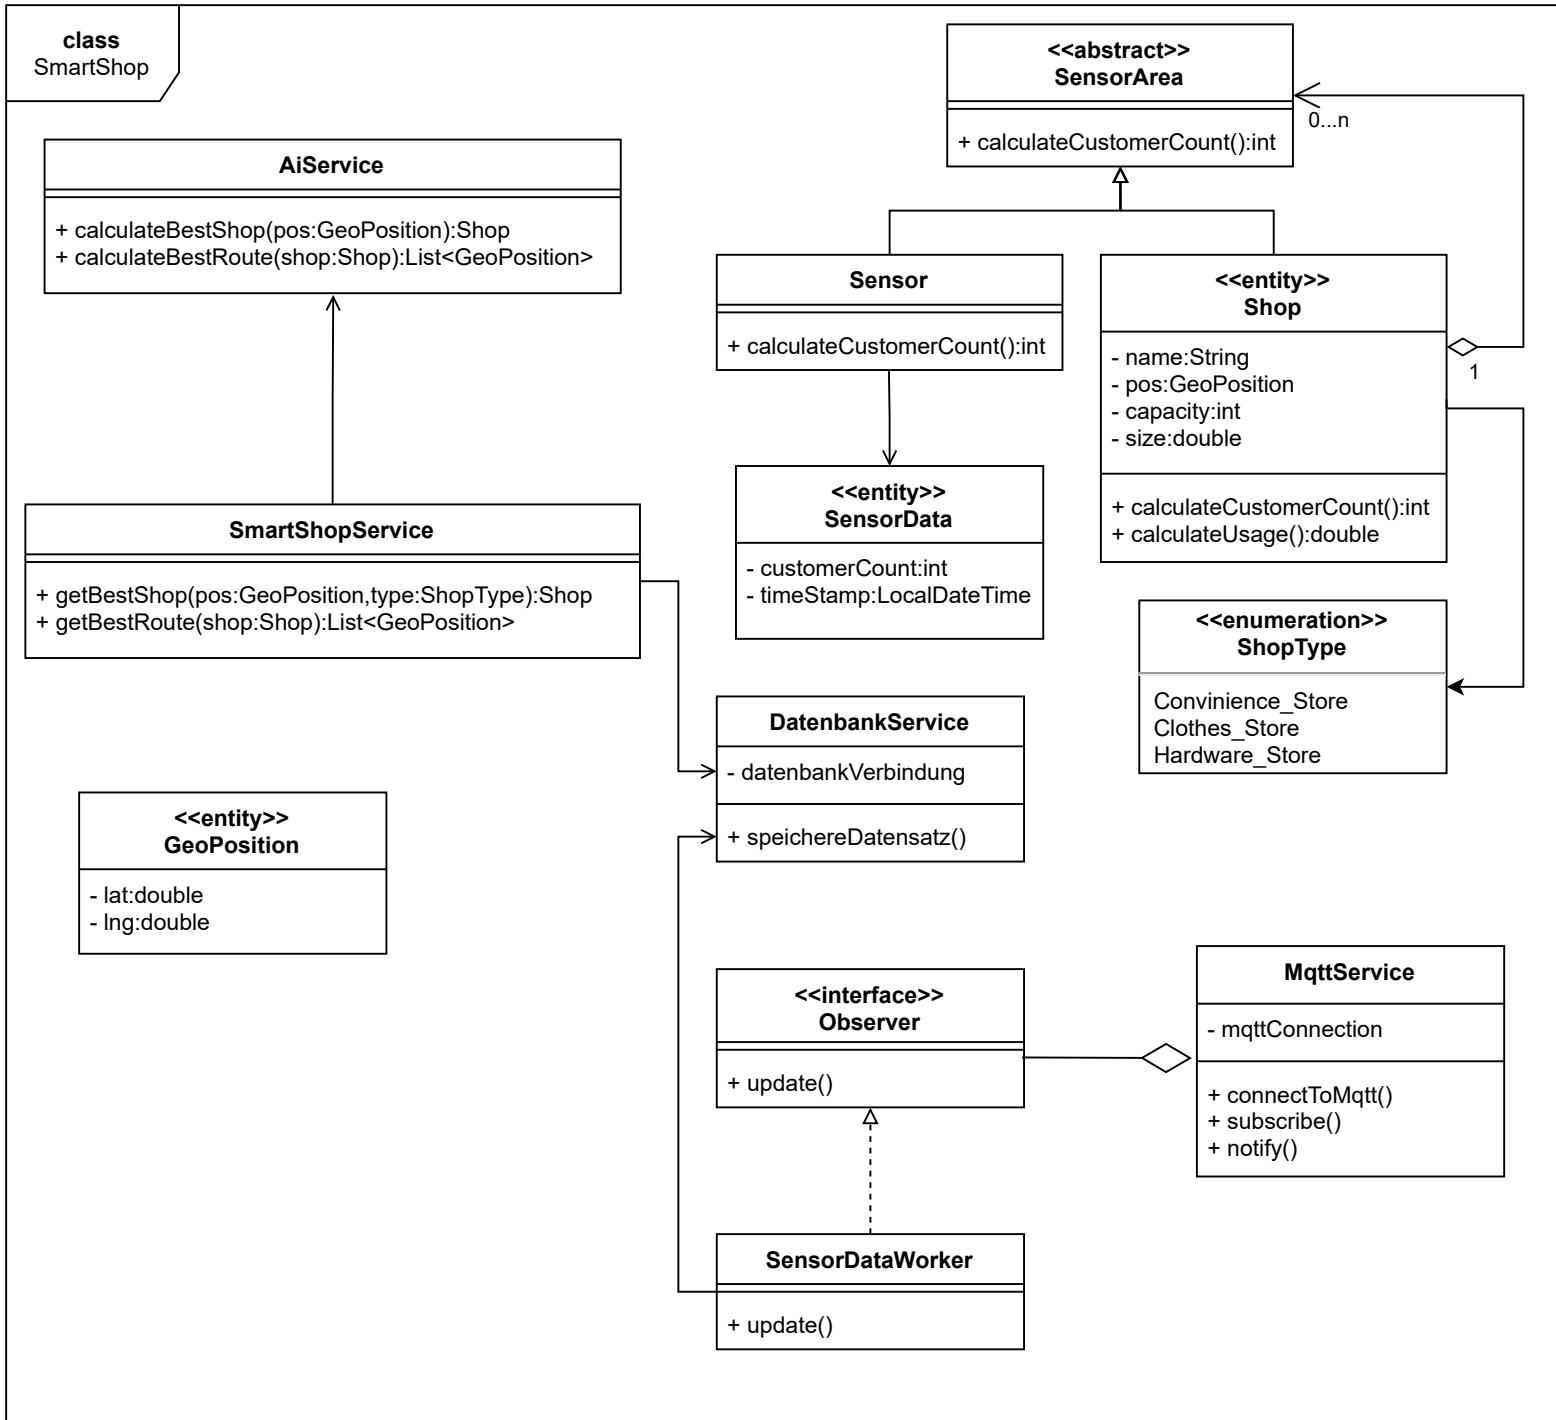 class
SmartShop
<<abstract>>
SensorArea
+ calculateCustomerCount():int
0...n
AiService
+ calculateBestShop(pos:GeoPosition):Shop
+ calculateBestRoute(shop:Shop):List<GeoPosition>
Sensor
+ calculateCustomerCount():int
<<entity>>
Shop
- name:String
- pos:GeoPosition
- capacity:int
- size:double
+ calculateCustomerCount():int
+ calculateUsage():double
1
<<entity>>
SensorData
- customerCount:int
- timeStamp:LocalDateTime
SmartShopService
+ getBestShop(pos:GeoPosition,type:ShopType):Shop
+ getBestRoute(shop:Shop):List<GeoPosition>
<<enumeration>>
ShopType
Convinience_Store
Clothes_Store
Hardware_Store
DatenbankService
- datenbankVerbindung
+ speichereDatensatz()
<<entity>>
GeoPosition
- lat:double
- lng:double
<<interface>>
Observer
+ update()
MqttService
- mqttConnection
+ connectToMqtt()
+ subscribe()
+ notify()
SensorDataWorker
+ update()